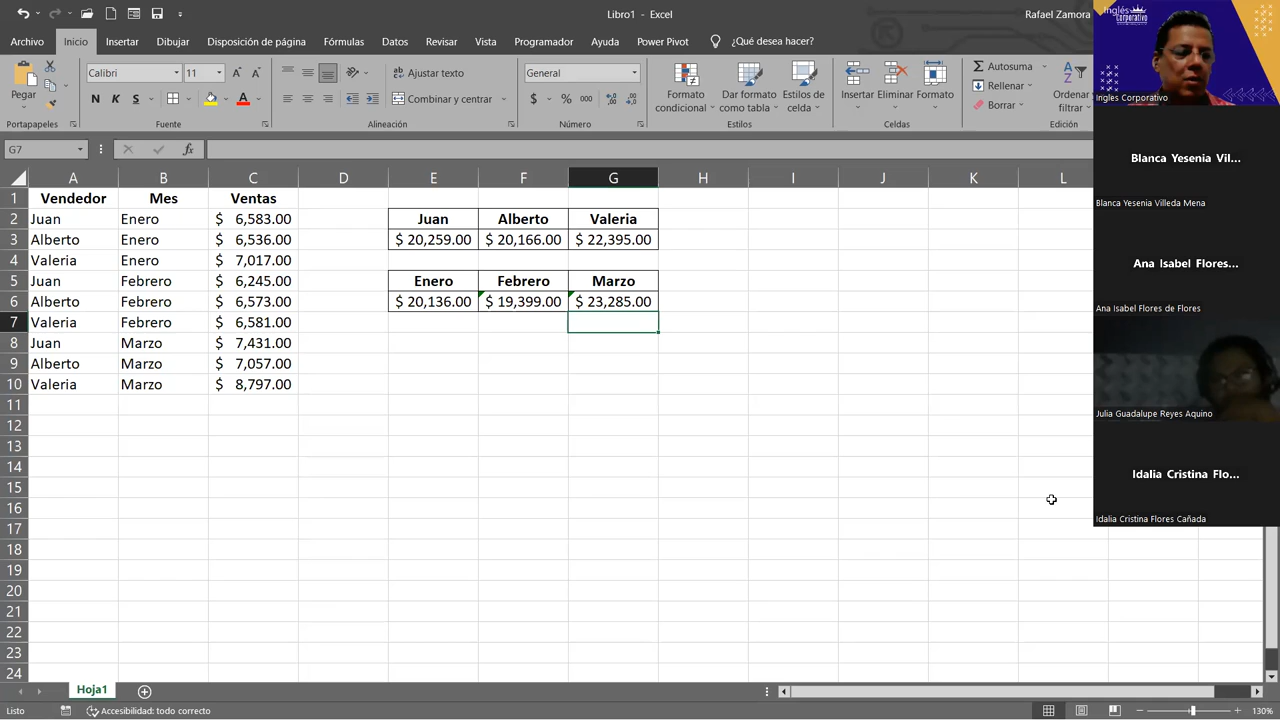 Libro1 - Excel
Rafael Zamora
Archivo Inicio Insertar Dibujar Disposición de página Fórmulas Datos Revisar Vista Programador Ayuda Power Pivot ¿Qué desea hacer?
Pegar
Calibri 11
N K S
Ajustar texto
Combinar y centrar
General
$ % 000
Formato condicional
Dar formato como tabla
Estilos de celda
Insertar Eliminar Formato
Autosuma
Rellenar
Borrar
Ordenar filtrar
Portapapeles Fuente Alineación Número Estilos Celdas Edición
G7 fx
A B C D E F G H I J K L
1 Vendedor Mes Ventas
2 Juan Enero $ 6,583.00 Juan Alberto Valeria
3 Alberto Enero $ 6,536.00 $ 20,259.00 $ 20,166.00 $ 22,395.00
4 Valeria Enero $ 7,017.00
5 Juan Febrero $ 6,245.00 Enero Febrero Marzo
6 Alberto Febrero $ 6,573.00 $ 20,136.00 $ 19,399.00 $ 23,285.00
7 Valeria Febrero $ 6,581.00
8 Juan Marzo $ 7,431.00
9 Alberto Marzo $ 7,057.00
10 Valeria Marzo $ 8,797.00
11
12
13
14
15
16
17
18
19
20
21
22
23
24
Hoja1
Listo Accesibilidad: todo correcto 130%
Inglés Corporativo
Ingles Corporativo
Blanca Yesenia Vil...
Blanca Yesenia Villeda Mena
Ana Isabel Flores...
Ana Isabel Flores de Flores
Julia Guadalupe Reyes Aquino
Idalia Cristina Flo...
Idalia Cristina Flores Cañada